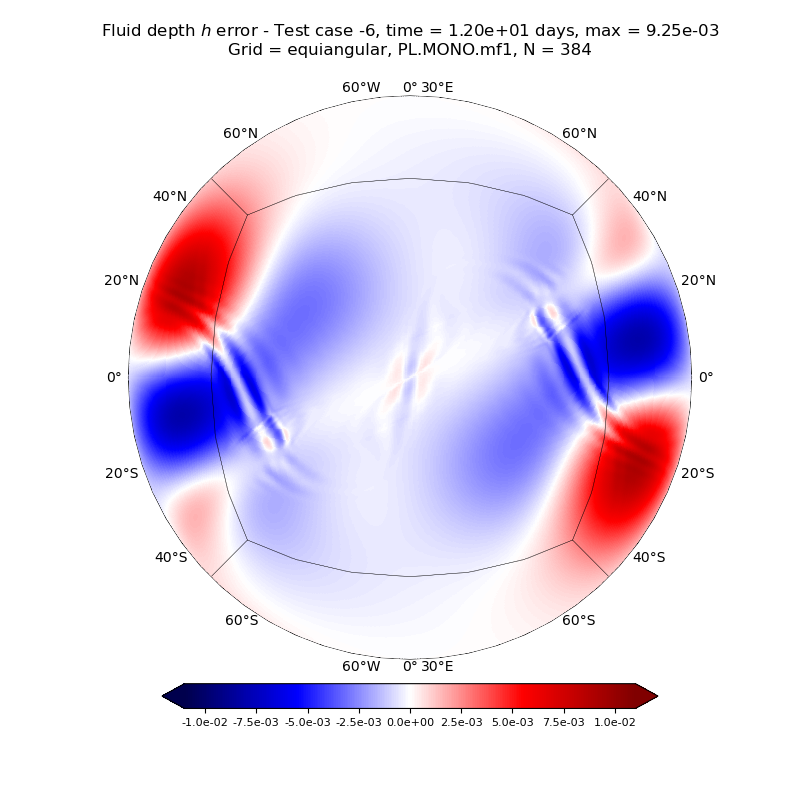 Fluid depth h error - Test case -6, time = 1.20e+01 days, max = 9.25e-03
Grid = equiangular, PL.MONO.mf1, N = 384
60°W 0° 30°E
60°N 60°N
40°N 40°N
20°N 20°N
0° 0°
20°S 20°S
40°S 40°S
60°S 60°S
60°W 0° 30°E
-1.0e-02 -7.5e-03 -5.0e-03 -2.5e-03 0.0e+00 2.5e-03 5.0e-03 7.5e-03 1.0e-02